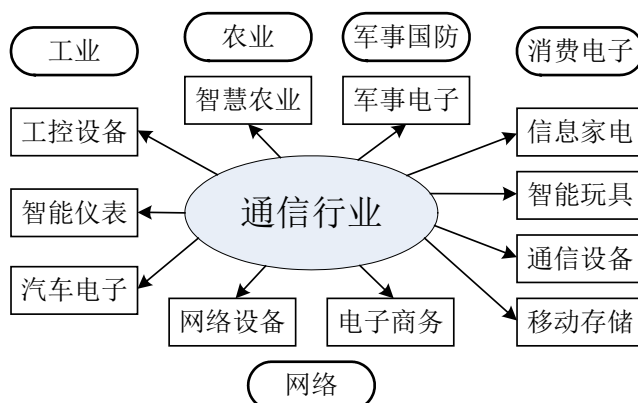 工业
农业
军事国防
消费电子
智慧农业
军事电子
工控设备
信息家电
智能仪表
通信行业
智能玩具
汽车电子
通信设备
网络设备
电子商务
移动存储
网络